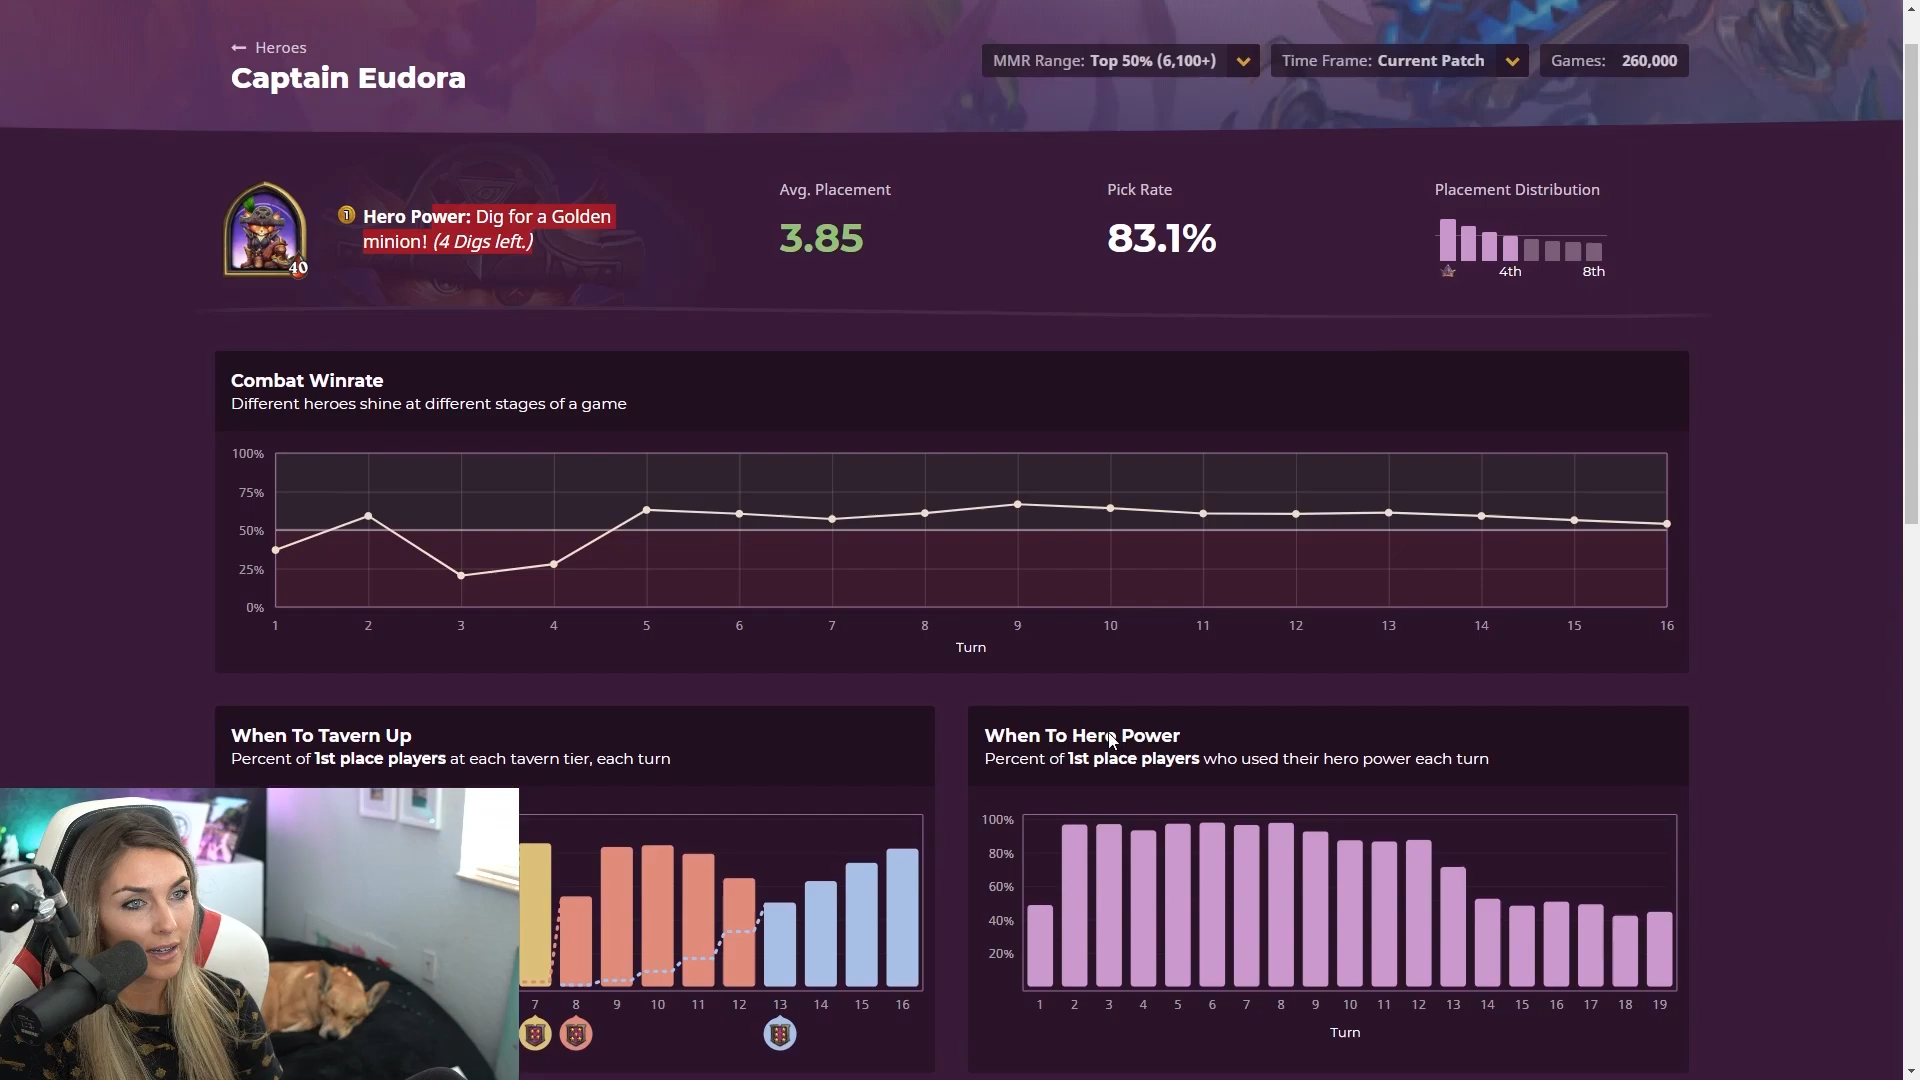 Heroes
Captain Eudora
MMR Range: Top 50% (6,100+)
Time Frame: Current Patch
Games: 260,000
1
Hero Power: Dig for a Golden
minion! (4 Digs left.)
40
Avg. Placement
3.85
Pick Rate
83.1%
Placement Distribution
4th 8th
Combat Winrate
Different heroes shine at different stages of a game
100%
75%
50%
25%
0%
1 2 3 4 5 6 7 8 9 10 11 12 13 14 15 16
Turn
When To Tavern Up
Percent of 1st place players at each tavern tier, each turn
7 8 9 10 11 12 13 14 15 16
When To Hero Power
Percent of 1st place players who used their hero power each turn
100%
80%
60%
40%
20%
1 2 3 4 5 6 7 8 9 10 11 12 13 14 15 16 17 18 19
Turn